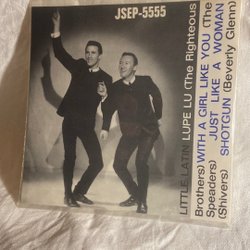 JSEP-5555
LITTLE LATIN LUPE LU (The Righteous
Brothers) WITH A GIRL LIKE YOU (The
Speaders) JUST LIKE A WOMAN
(Shivers) SHOTGUN (Beverly Glenn)